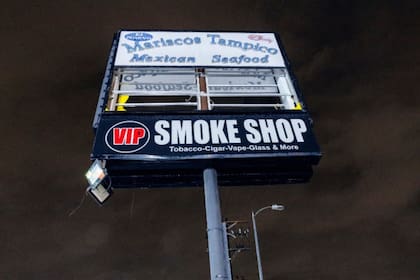 Mariscos Tampico
Mexican Seafood
VIP SMOKE SHOP
Tobacco-Cigar-Vape-Glass & More